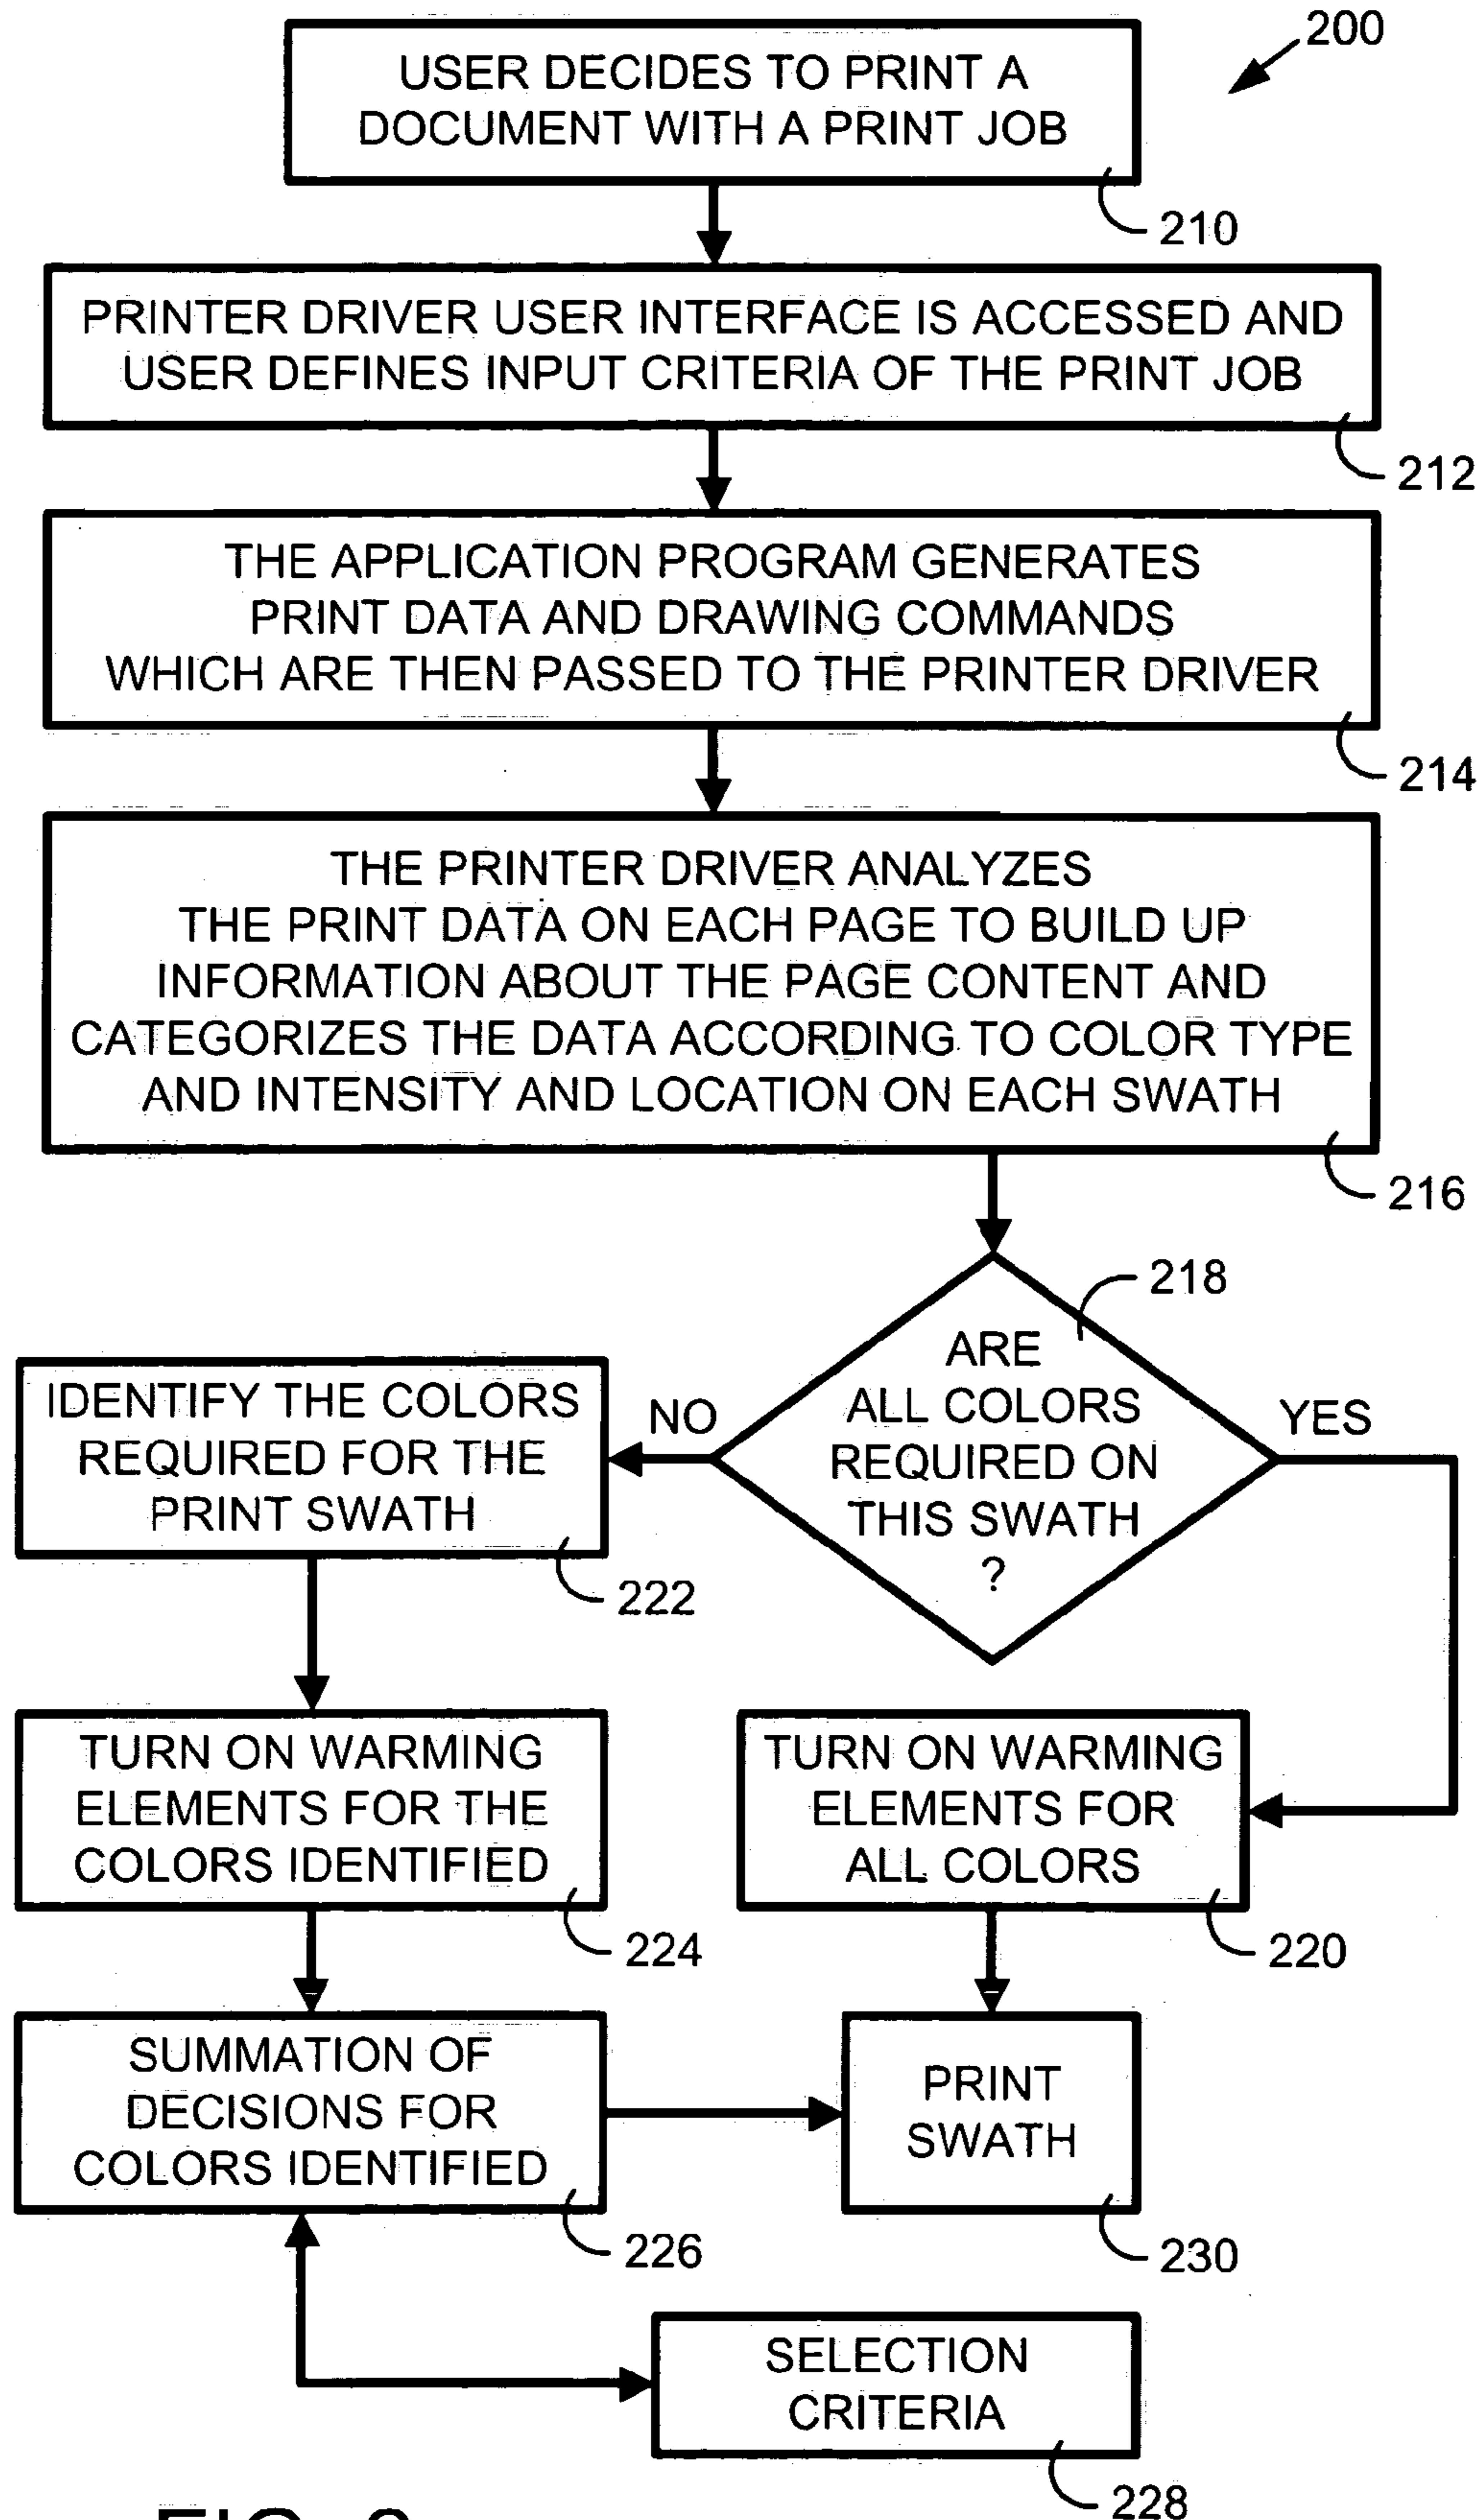 200
USER DECIDES TO PRINT A
DOCUMENT WITH A PRINT JOB
210
PRINTER DRIVER USER INTERFACE IS ACCESSED AND
USER DEFINES INPUT CRITERIA OF THE PRINT JOB
212
THE APPLICATION PROGRAM GENERATES
PRINT DATA AND DRAWING COMMANDS
WHICH ARE THEN PASSED TO THE PRINTER DRIVER
214
THE PRINTER DRIVER ANALYZES
THE PRINT DATA ON EACH PAGE TO BUILD UP
INFORMATION ABOUT THE PAGE CONTENT AND
CATEGORIZES THE DATA ACCORDING TO COLOR TYPE
AND INTENSITY AND LOCATION ON EACH SWATH
216
218
ARE
ALL COLORS
REQUIRED ON
THIS SWATH
?
NO
YES
IDENTIFY THE COLORS
REQUIRED FOR THE
PRINT SWATH
222
TURN ON WARMING
ELEMENTS FOR THE
COLORS IDENTIFIED
224
TURN ON WARMING
ELEMENTS FOR
ALL COLORS
220
SUMMATION OF
DECISIONS FOR
COLORS IDENTIFIED
226
PRINT
SWATH
230
SELECTION
CRITERIA
228